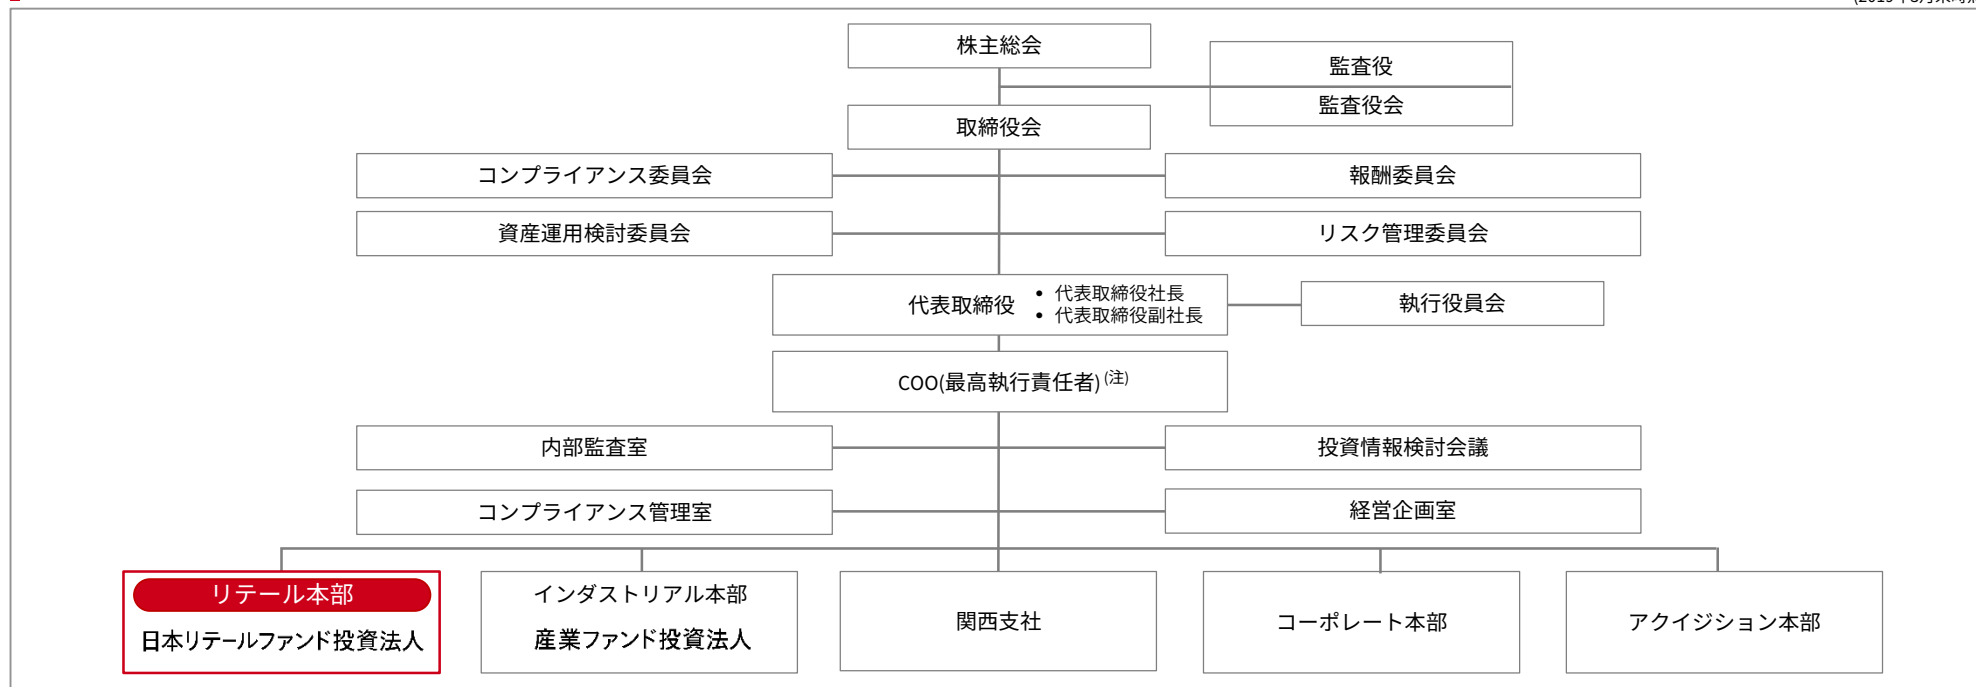 株主総会
監査役
監査役会
取締役会
コンプライアンス委員会
報酬委員会
資産運用検討委員会
リスク管理委員会
代表取締役
• 代表取締役社長
• 代表取締役副社長
執行役員会
COO(最高執行責任者)(注)
内部監査室
投資情報検討会議
コンプライアンス管理室
経営企画室
リテール本部
日本リテールファンド投資法人
インダストリアル本部
産業ファンド投資法人
関西支社
コーポレート本部
アクイジション本部